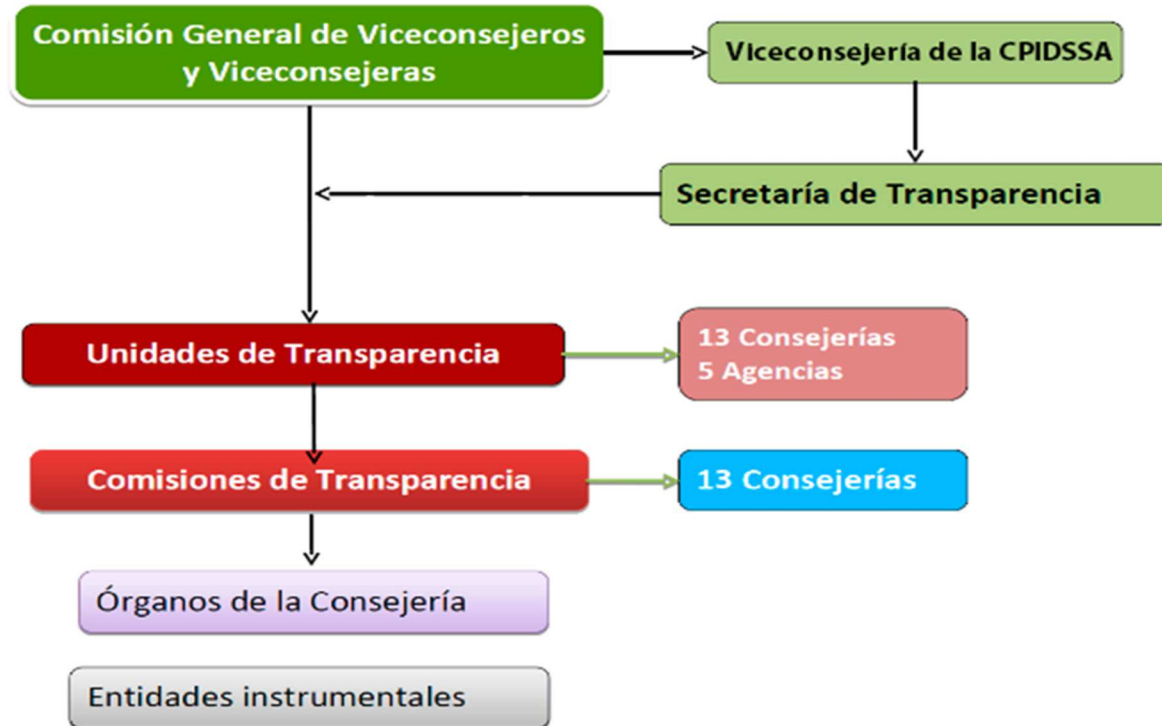 Comisión General de Viceconsejeros
y Viceconsejeras
Viceconsejería de la CPIDSSA
Secretaría de Transparencia
Unidades de Transparencia
13 Consejerías
5 Agencias
Comisiones de Transparencia
13 Consejerías
Órganos de la Consejería
Entidades instrumentales